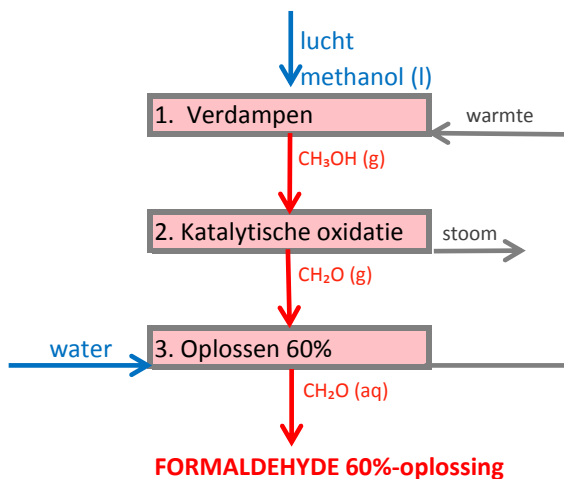 lucht
methanol (l)
1. Verdampen
warmte
CH₃OH (g)
2. Katalytische oxidatie
stoom
CH₂O (g)
water
3. Oplossen 60%
CH₂O (aq)
FORMALDEHYDE 60%-oplossing